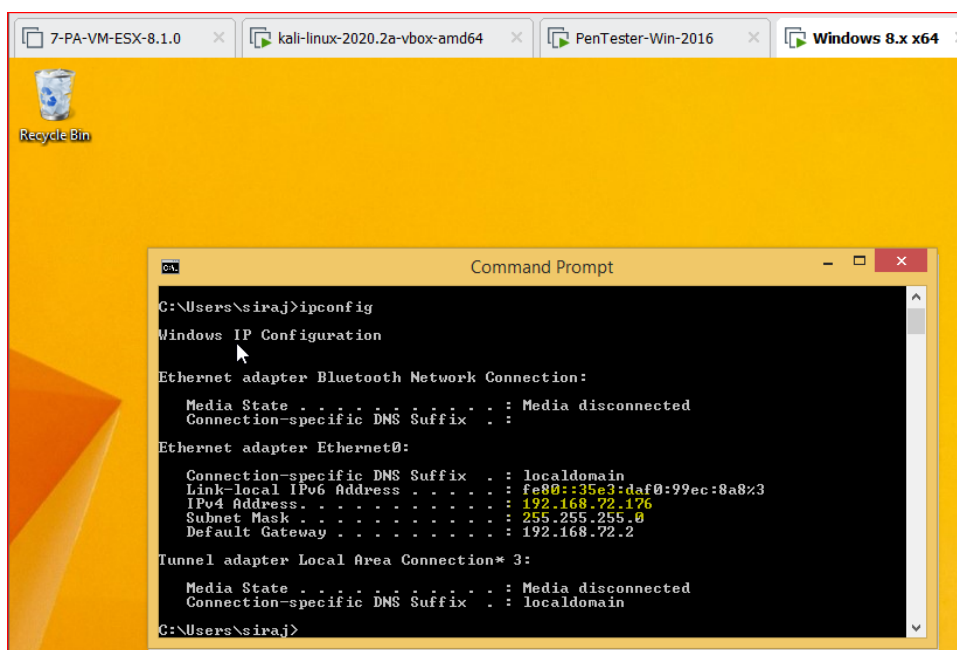 7-PA-VM-ESX-8.1.0
kali-linux-2020.2a-vbox-amd64
PenTester-Win-2016
Windows 8.x x64
Recycle Bin
Command Prompt
C:\Users\siraj>ipconfig
Windows IP Configuration
Ethernet adapter Bluetooth Network Connection:
Media State . . . . . . . . . . . : Media disconnected
Connection-specific DNS Suffix  . :
Ethernet adapter Ethernet0:
Connection-specific DNS Suffix  . : localdomain
Link-local IPv6 Address . . . . . : fe80::35e3:daf0:99ec:8a8%3
IPv4 Address. . . . . . . . . . . : 192.168.72.176
Subnet Mask . . . . . . . . . . . : 255.255.255.0
Default Gateway . . . . . . . . . : 192.168.72.2
Tunnel adapter Local Area Connection* 3:
Media State . . . . . . . . . . . : Media disconnected
Connection-specific DNS Suffix  . : localdomain
C:\Users\siraj>